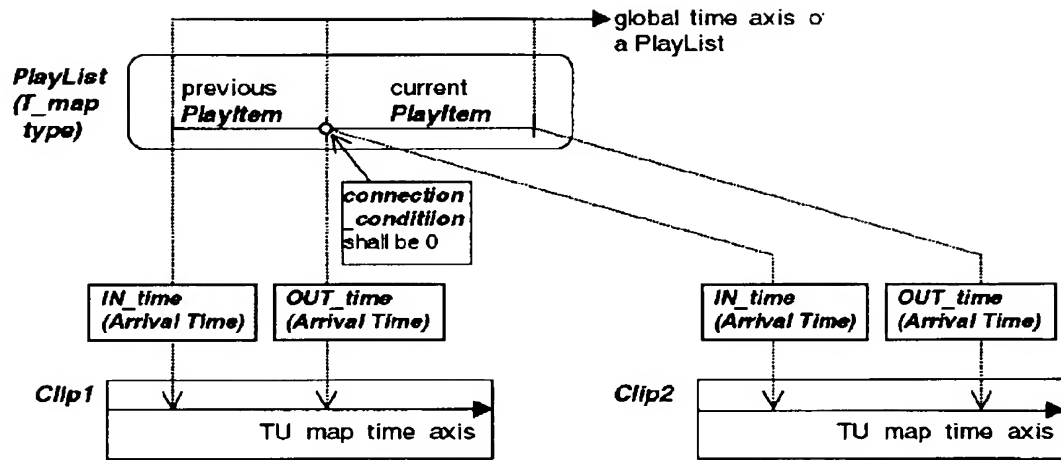 global time axis o
a PlayList
PlayList
(T_map
type)
previous
PlayItem
current
PlayItem
connection
_conditiion
shall be 0
IN_time
(Arrival Time)
OUT_time
(Arrival Time)
IN_time
(Arrival Time)
OUT_time
(Arrival Time)
Clip1
TU map time axis
Clip2
TU map time axis